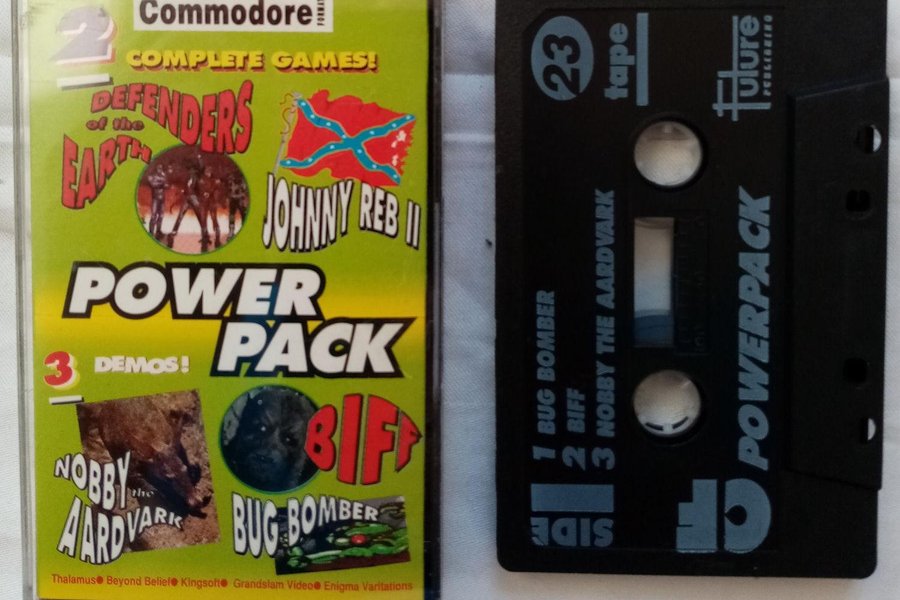 Commodore
FORMAT
2
COMPLETE GAMES!
DEFENDERS
of the
EARTH
JOHNNY REB II
POWER
PACK
3 DEMOS!
NOBBY the
AARDVARK
BIFF
BUG BOMBER
Thalamus● Beyond Belief● Kingsoft● Grandslam Video● Enigma Varitations
23
tape
future
PUBLISHING
1 BUG BOMBER
2 BIFF
3 NOBBY THE AARDVARK
POWERPACK
SIDE
CF